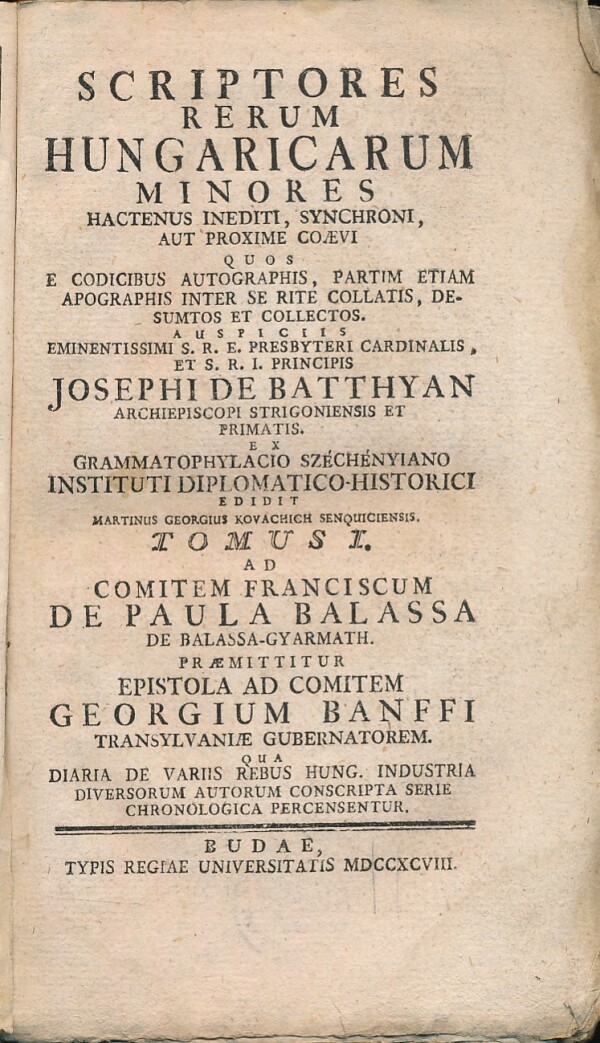 SCRIPTORES
RERUM
HUNGARICARUM
MINORES
HACTENUS INEDITI, SYNCHRONI,
AUT PROXIME COÆVI
QUOS
E CODICIBUS AUTOGRAPHIS, PARTIM ETIAM
APOGRAPHIS INTER SE RITE COLLATIS, DE-
SUMTOS ET COLLECTOS.
AUSPICIIS
EMINENTISSIMI S. R. E. PRESBYTERI CARDINALIS,
ET S. R. I. PRINCIPIS
JOSEPHI DE BATTHYAN
ARCHIEPISCOPI STRIGONIENSIS ET
PRIMATIS.
EX
GRAMMATOPHYLACIO SZÉCHÉNYIANO
INSTITUTI DIPLOMATICO-HISTORICI
EDIDIT
MARTINUS GEORGIUS KOVACHICH SENQUICIENSIS.
TOMUS I.
AD
COMITEM FRANCISCUM
DE PAULA BALASSA
DE BALASSA-GYARMATH.
PRÆMITTITUR
EPISTOLA AD COMITEM
GEORGIUM BANFFI
TRANSYLVANIÆ GUBERNATOREM.
QUA
DIARIA DE VARIIS REBUS HUNG. INDUSTRIA
DIVERSORUM AUTORUM CONSCRIPTA SERIE
CHRONOLOGICA PERCENSENTUR.
BUDAE,
TYPIS REGIAE UNIVERSITATIS MDCCXCVIII.